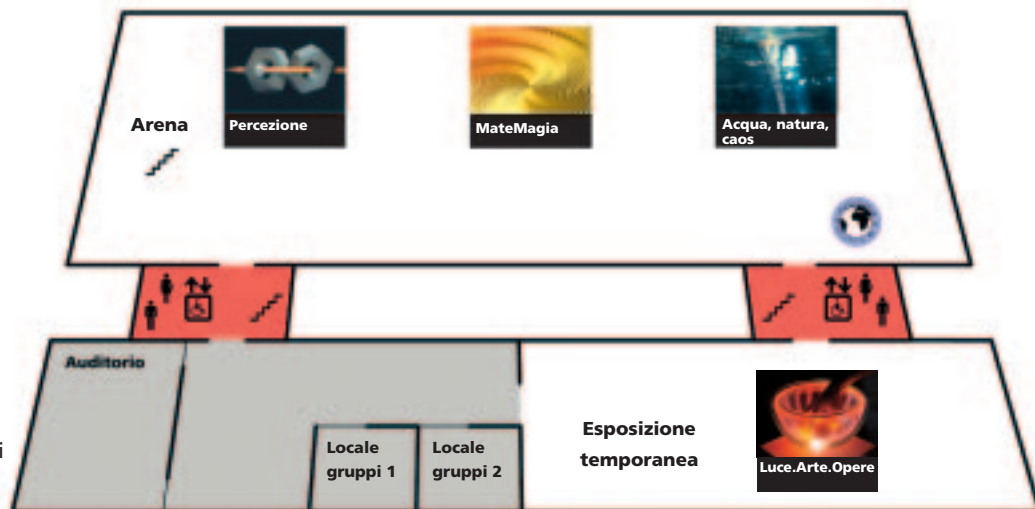 Arena
Percezione
MateMagia
Acqua, natura,
caos
Auditorio
i
Locale
gruppi 1
Locale
gruppi 2
Esposizione
temporanea
Luce.Arte.Opere